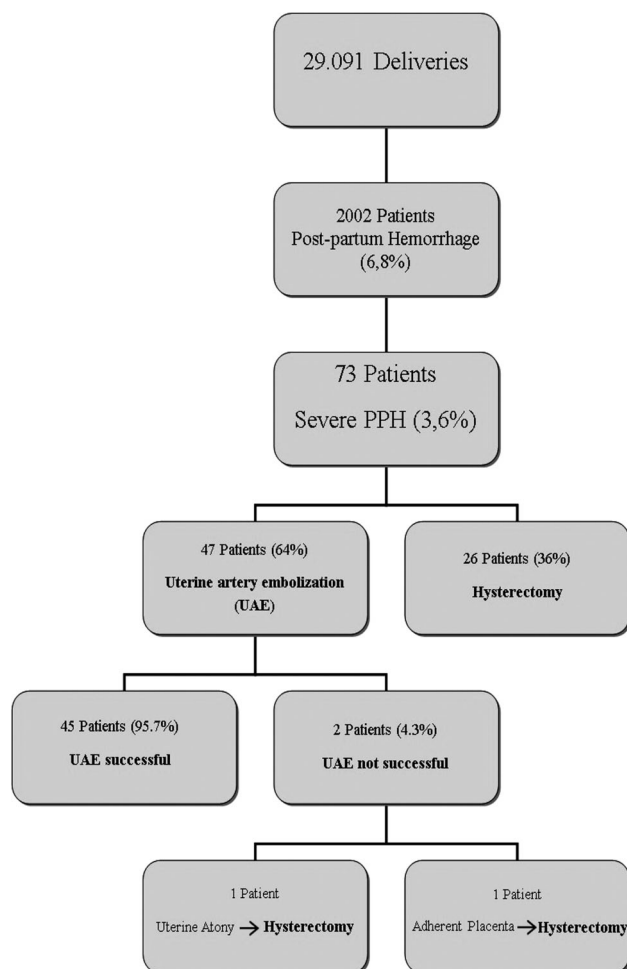 29.091 Deliveries
2002 Patients
Post-partum Hemorrhage
(6,8%)
73 Patients
Severe PPH (3,6%)
47 Patients (64%)
Uterine artery embolization
(UAE)
26 Patients (36%)
Hysterectomy
45 Patients (95.7%)
UAE successful
2 Patients (4.3%)
UAE not successful
1 Patient
Uterine Atony → Hysterectomy
1 Patient
Adherent Placenta → Hysterectomy